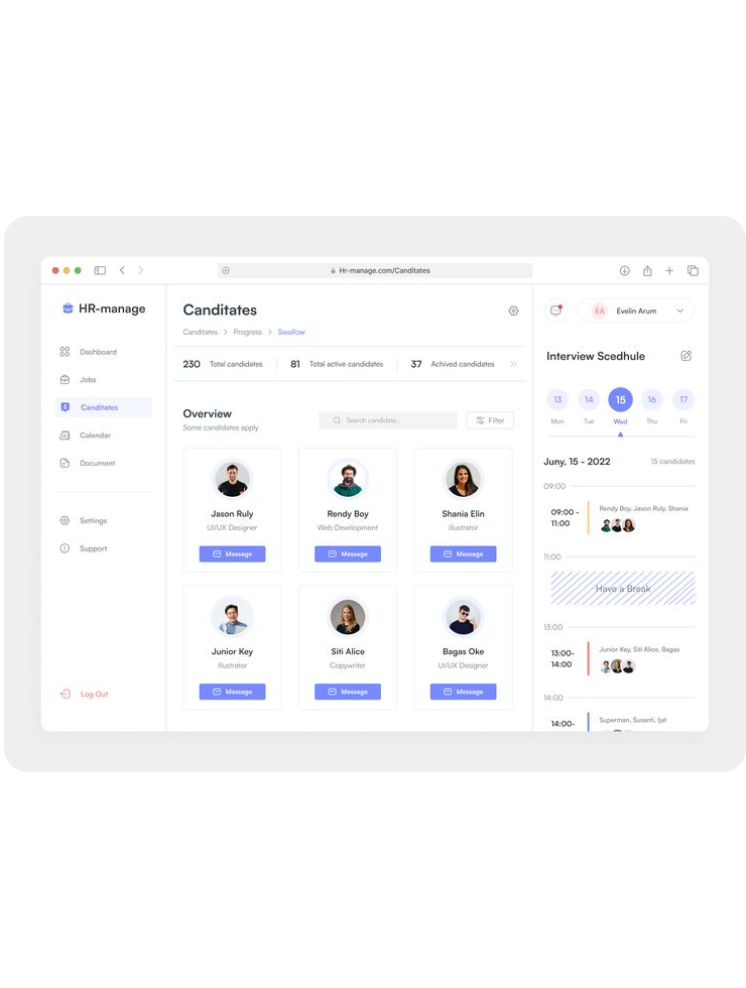 Hr-manage.com/Canditates
HR-manage
Dashboard
Jobs
Canditates
Calendar
Document
Settings
Support
Log Out
Canditates
Canditates > Progress > Swallow
230 Total candidates
81 Total active candidates
37 Achived candidates
Overview
Some candidates apply
Search candidate..
Filter
Jason Ruly
UI/UX Designer
Message
Rendy Boy
Web Development
Message
Shania Elin
illustrator
Message
Junior Key
illustrator
Message
Siti Alice
Copywriter
Message
Bagas Oke
UI/UX Designer
Message
EA Evelin Arum
Interview Scedhule
13 14 15 16 17
Mon Tue Wed Thu Fri
Juny, 15 - 2022 15 candidates
09:00
09:00 -
11:00
Rendy Boy, Jason Ruly, Shania
11:00
Have a Break
13:00
13:00-
14:00
Junior Key, Siti Alice, Bagas
14:00
14:00-
Superman, Susanti, Ijat